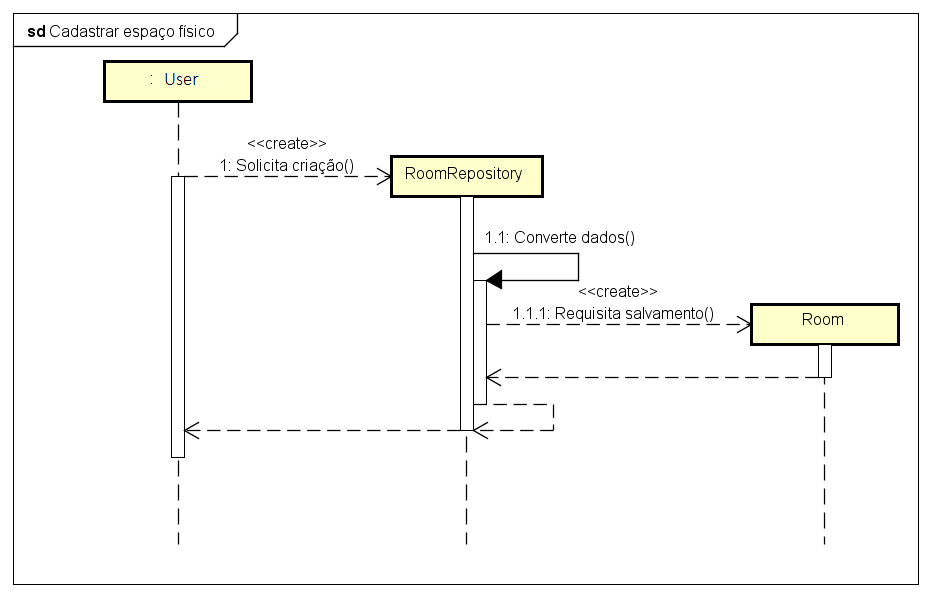 sd Cadastrar espaço físico
: User
<<create>>
1: Solicita criação()
RoomRepository
1.1: Converte dados()
<<create>>
1.1.1: Requisita salvamento()
Room